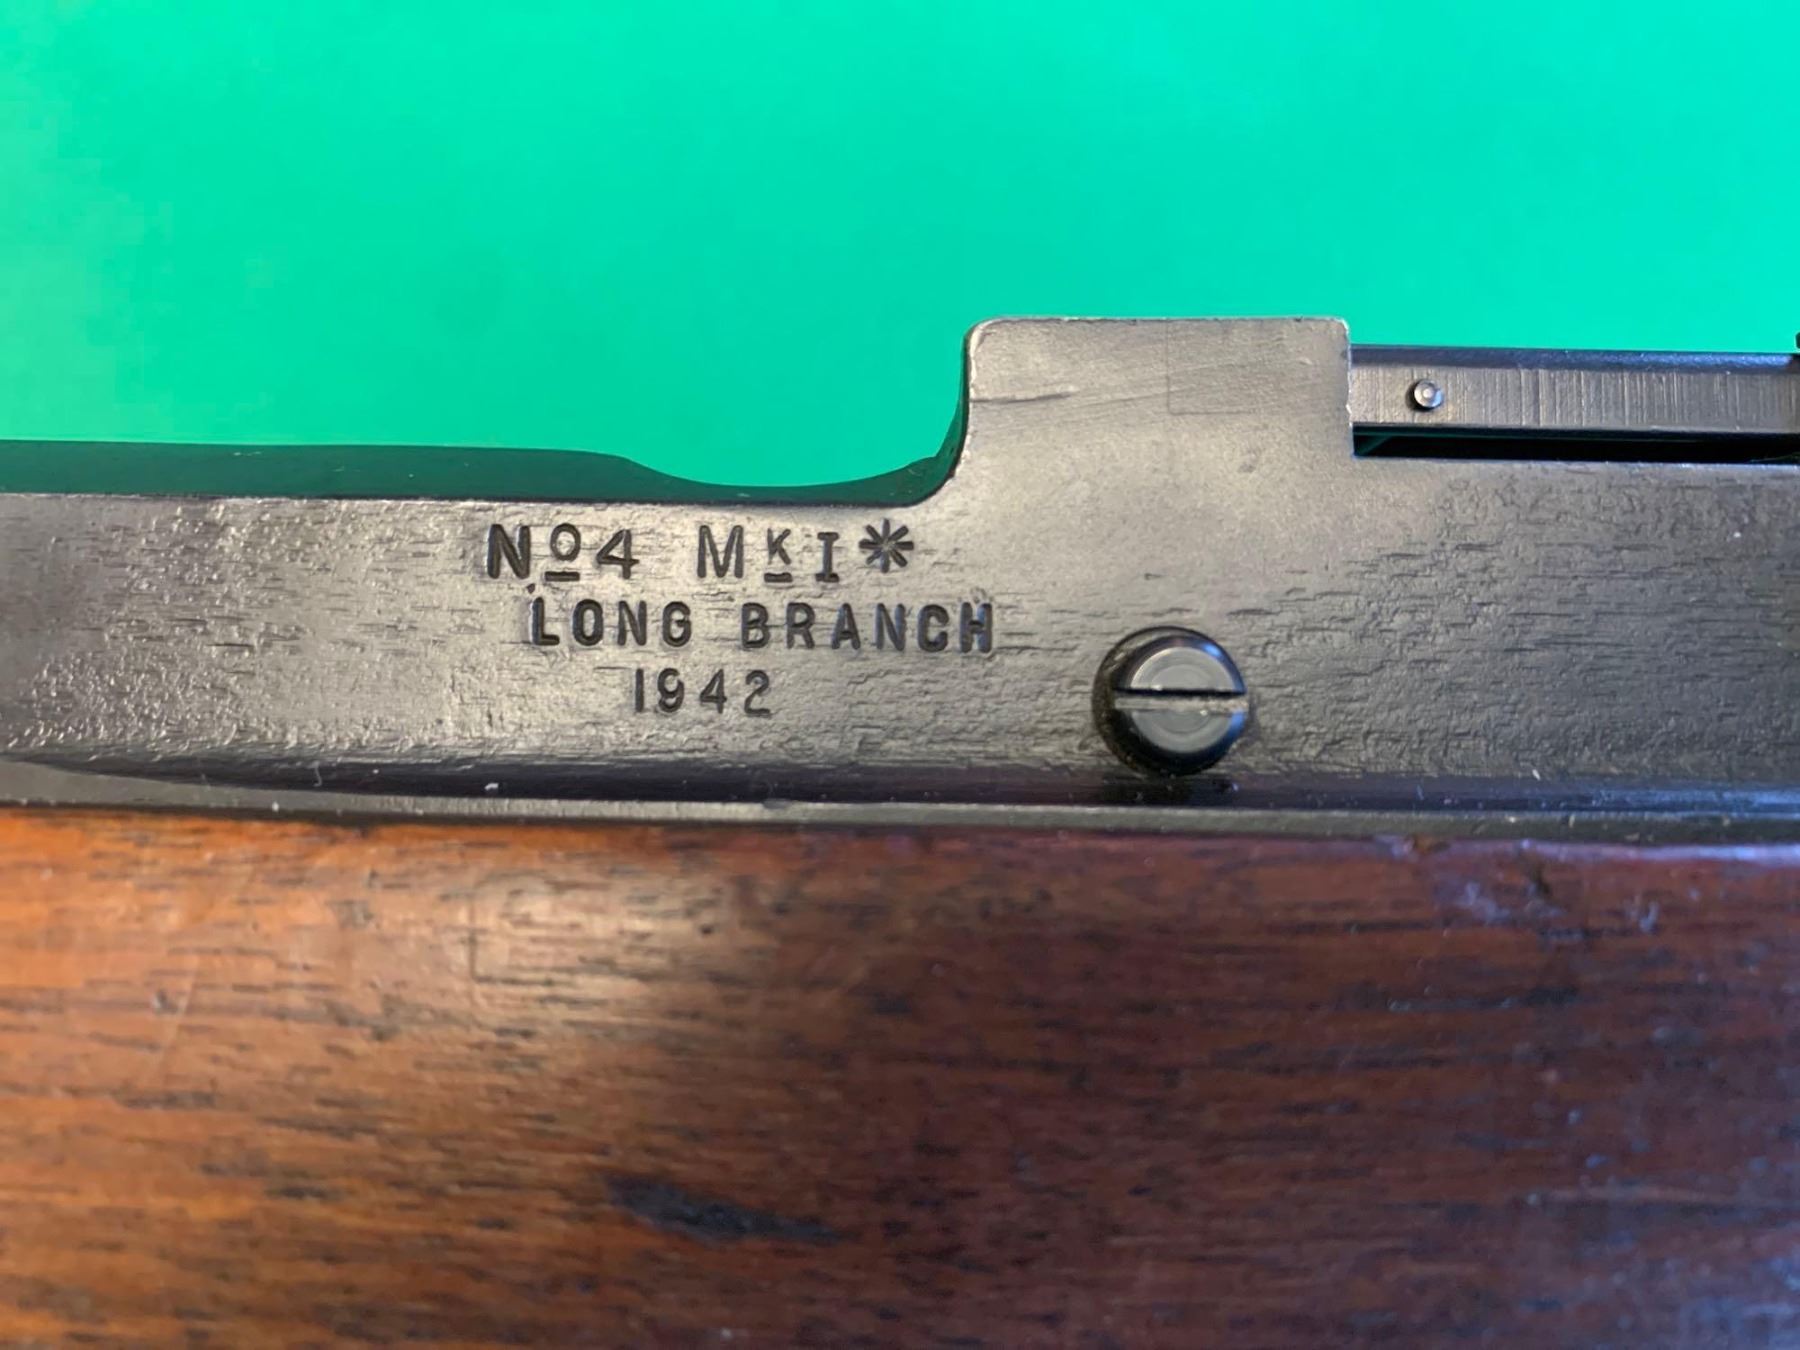 Nº4 MKI*
LONG BRANCH
1942